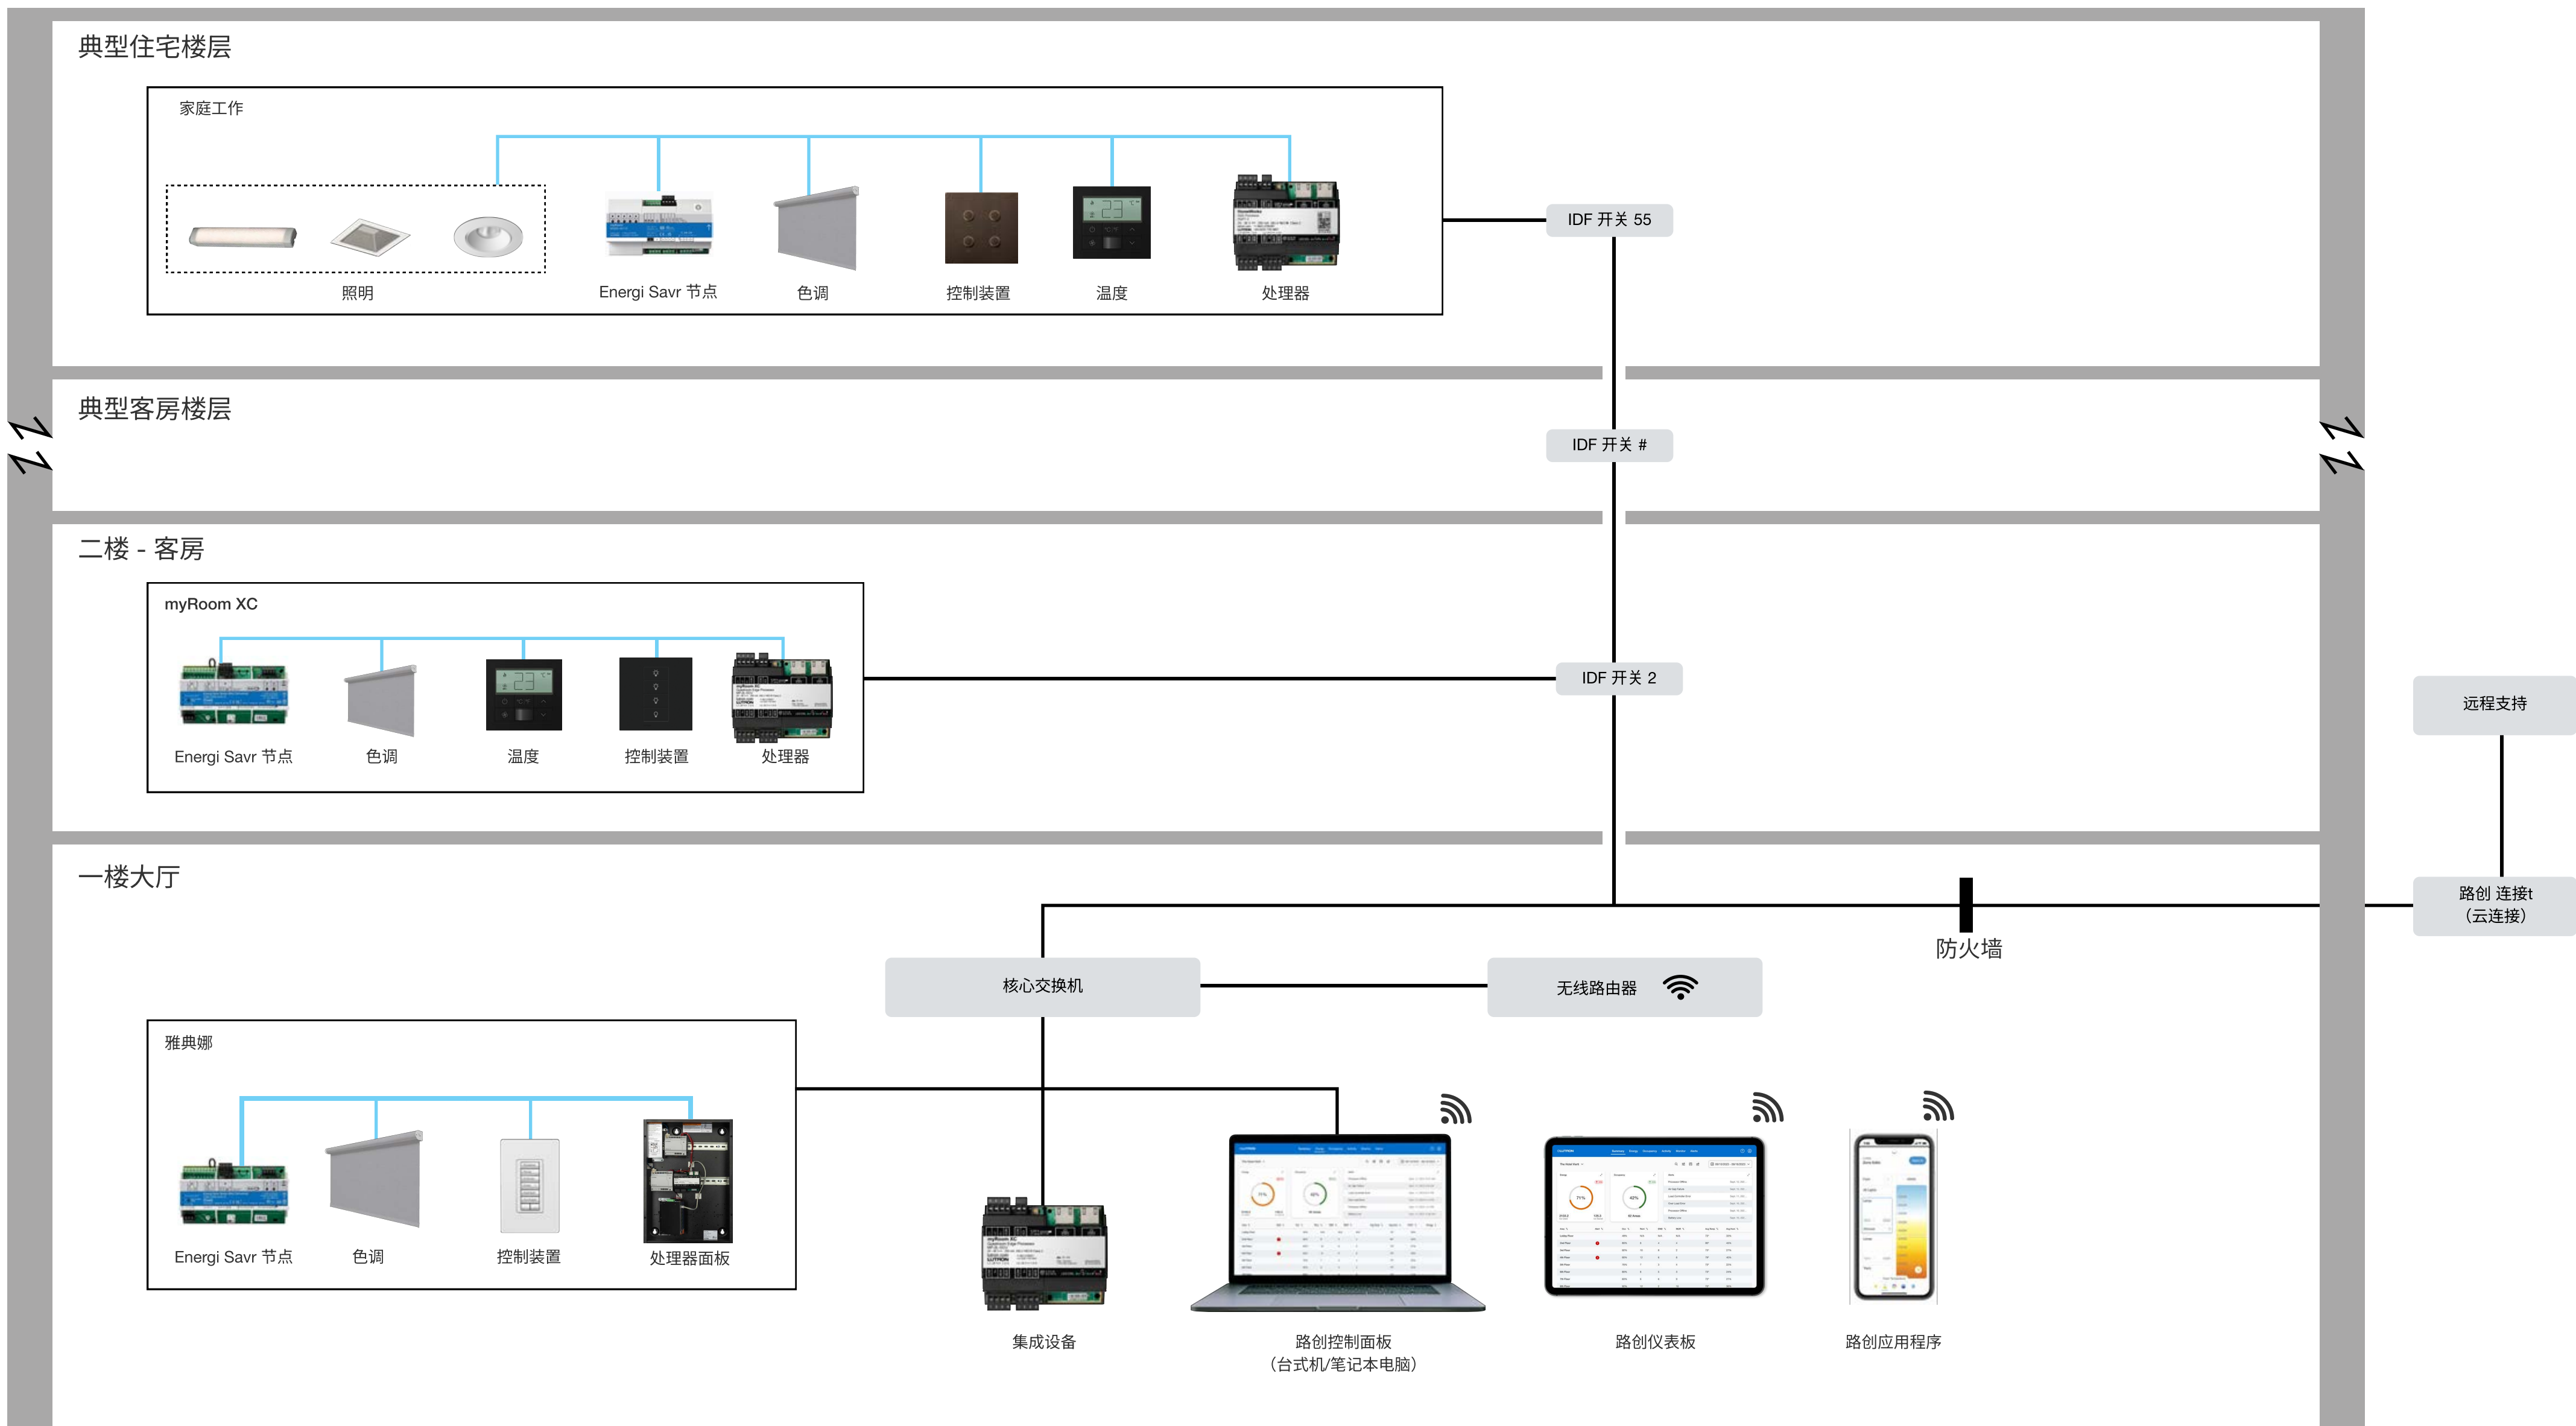 典型住宅楼层
家庭工作
照明
Energi Savr 节点
色调
控制装置
温度
处理器
IDF 开关 55
典型客房楼层
IDF 开关 #
二楼 - 客房
myRoom XC
Energi Savr 节点
色调
温度
控制装置
处理器
IDF 开关 2
远程支持
一楼大厅
路创 连接t
（云连接）
防火墙
核心交换机
无线路由器
雅典娜
Energi Savr 节点
色调
控制装置
处理器面板
集成设备
路创控制面板
（台式机/笔记本电脑）
路创仪表板
路创应用程序